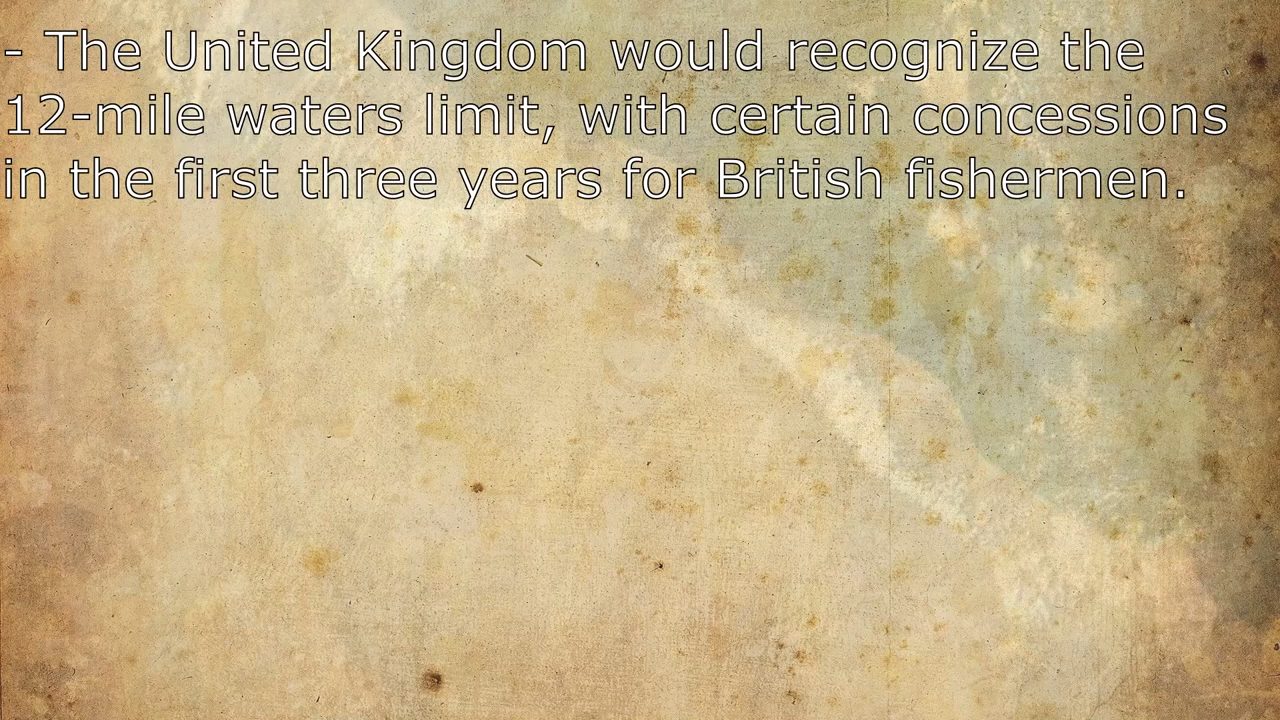 - The United Kingdom would recognize the
12-mile waters limit, with certain concessions
in the first three years for British fishermen.